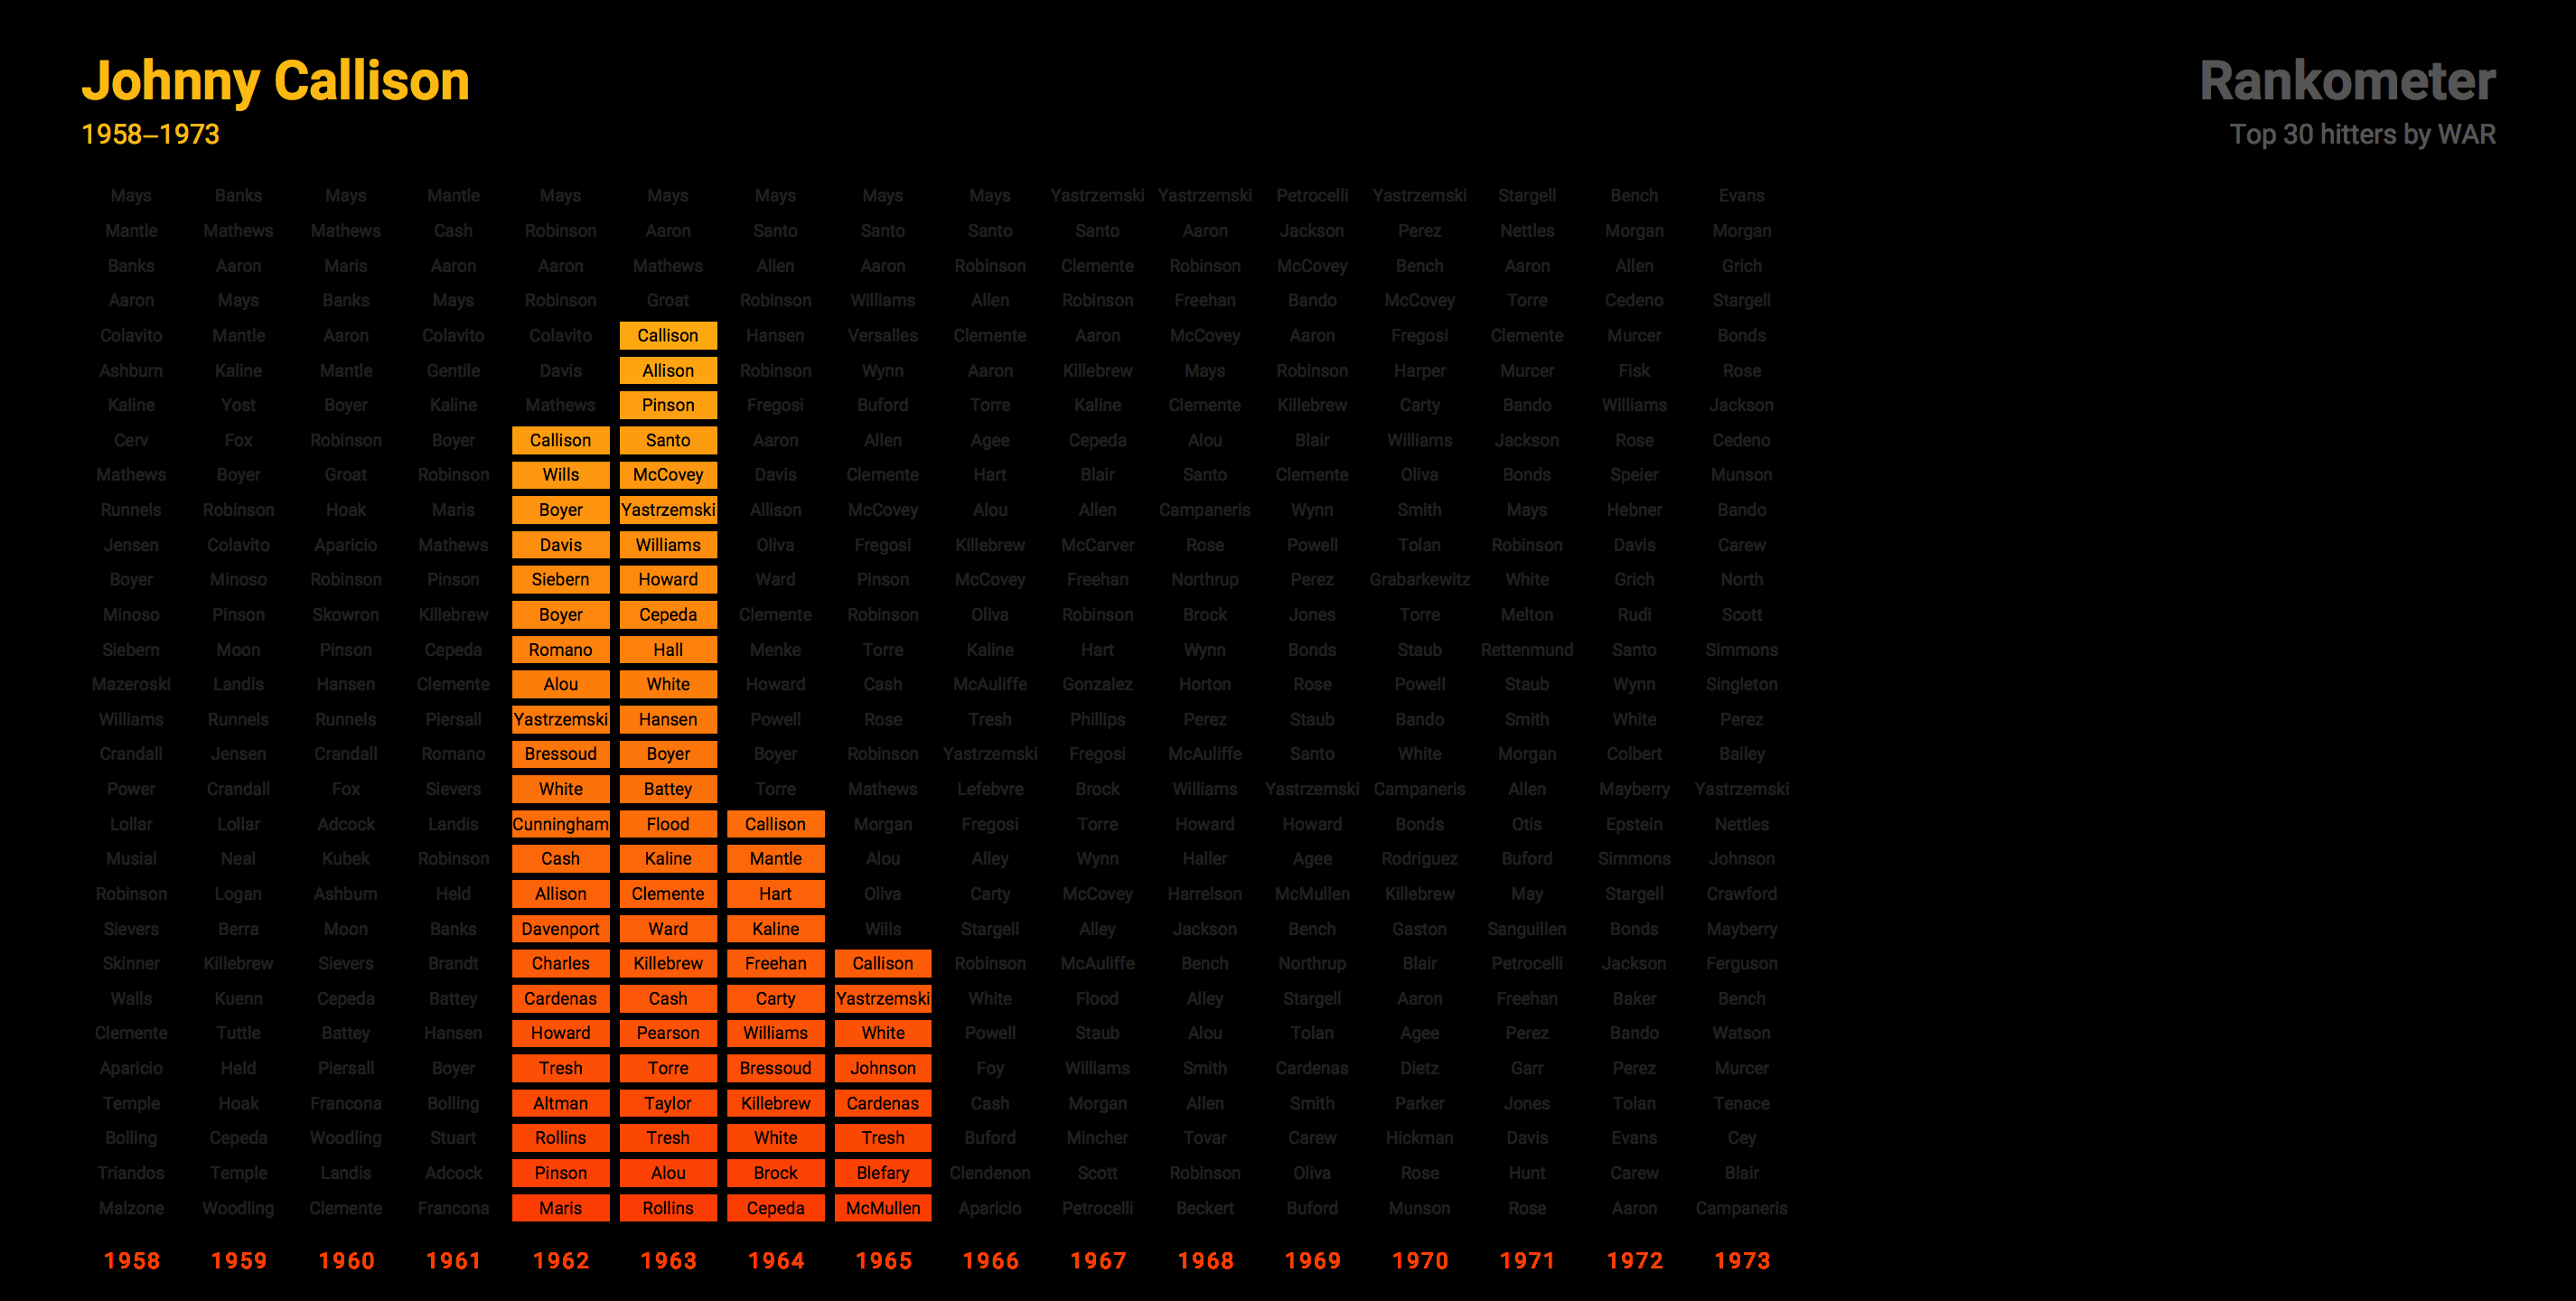 Johnny Callison Rankometer
1958–1973 Top 30 hitters by WAR
Mays Banks Mays Mantle Mays Mays Mays Mays Mays Yastrzemski Yastrzemski Petrocelli Yastrzemski Stargell Bench Evans
Mantle Mathews Mathews Cash Robinson Aaron Santo Santo Santo Santo Aaron Jackson Perez Nettles Morgan Morgan
Banks Aaron Maris Aaron Aaron Mathews Allen Aaron Robinson Clemente Robinson McCovey Bench Aaron Allen Grich
Aaron Mays Banks Mays Robinson Groat Robinson Williams Allen Robinson Freehan Bando McCovey Torre Cedeno Stargell
Colavito Mantle Aaron Colavito Colavito Callison Hansen Versalles Clemente Aaron McCovey Aaron Fregosi Clemente Murcer Bonds
Ashburn Kaline Mantle Gentile Davis Allison Robinson Wynn Aaron Killebrew Mays Robinson Harper Murcer Fisk Rose
Kaline Yost Boyer Kaline Mathews Pinson Fregosi Buford Torre Kaline Clemente Killebrew Carty Bando Williams Jackson
Cerv Fox Robinson Boyer Callison Santo Aaron Allen Agee Cepeda Alou Blair Williams Jackson Rose Cedeno
Mathews Boyer Groat Robinson Wills McCovey Davis Clemente Hart Blair Santo Clemente Oliva Bonds Speier Munson
Runnels Robinson Hoak Maris Boyer Yastrzemski Allison McCovey Alou Allen Campaneris Wynn Smith Mays Hebner Bando
Jensen Colavito Aparicio Mathews Davis Williams Oliva Fregosi Killebrew McCarver Rose Powell Tolan Robinson Davis Carew
Boyer Minoso Robinson Pinson Siebern Howard Ward Pinson McCovey Freehan Northrup Perez Grabarkewitz White Grich North
Minoso Pinson Skowron Killebrew Boyer Cepeda Clemente Robinson Oliva Robinson Brock Jones Torre Melton Rudi Scott
Siebern Moon Pinson Cepeda Romano Hall Menke Torre Kaline Hart Wynn Bonds Staub Rettenmund Santo Simmons
Mazeroski Landis Hansen Clemente Alou White Howard Cash McAuliffe Gonzalez Horton Rose Powell Staub Wynn Singleton
Williams Runnels Runnels Piersall Yastrzemski Hansen Powell Rose Tresh Phillips Perez Staub Bando Smith White Perez
Crandall Jensen Crandall Romano Bressoud Boyer Boyer Robinson Yastrzemski Fregosi McAuliffe Santo White Morgan Colbert Bailey
Power Crandall Fox Sievers White Battey Torre Mathews Lefebvre Brock Williams Yastrzemski Campaneris Allen Mayberry Yastrzemski
Lollar Lollar Adcock Landis Cunningham Flood Callison Morgan Fregosi Torre Howard Howard Bonds Otis Epstein Nettles
Musial Neal Kubek Robinson Cash Kaline Mantle Alou Alley Wynn Haller Agee Rodriguez Buford Simmons Johnson
Robinson Logan Ashburn Held Allison Clemente Hart Oliva Carty McCovey Harrelson McMullen Killebrew May Stargell Crawford
Sievers Berra Moon Banks Davenport Ward Kaline Wills Stargell Alley Jackson Bench Gaston Sanguillen Bonds Mayberry
Skinner Killebrew Sievers Brandt Charles Killebrew Freehan Callison Robinson McAuliffe Bench Northrup Blair Petrocelli Jackson Ferguson
Walls Kuenn Cepeda Battey Cardenas Cash Carty Yastrzemski White Flood Alley Stargell Aaron Freehan Baker Bench
Clemente Tuttle Battey Hansen Howard Pearson Williams White Powell Staub Alou Tolan Agee Perez Bando Watson
Aparicio Held Piersall Boyer Tresh Torre Bressoud Johnson Foy Williams Smith Cardenas Dietz Garr Perez Murcer
Temple Hoak Francona Bolling Altman Taylor Killebrew Cardenas Cash Morgan Allen Smith Parker Jones Tolan Tenace
Bolling Cepeda Woodling Stuart Rollins Tresh White Tresh Buford Mincher Tovar Carew Hickman Davis Evans Cey
Triandos Temple Landis Adcock Pinson Alou Brock Blefary Clendenon Scott Robinson Oliva Rose Hunt Carew Blair
Malzone Woodling Clemente Francona Maris Rollins Cepeda McMullen Aparicio Petrocelli Beckert Buford Munson Rose Aaron Campaneris
1958 1959 1960 1961 1962 1963 1964 1965 1966 1967 1968 1969 1970 1971 1972 1973